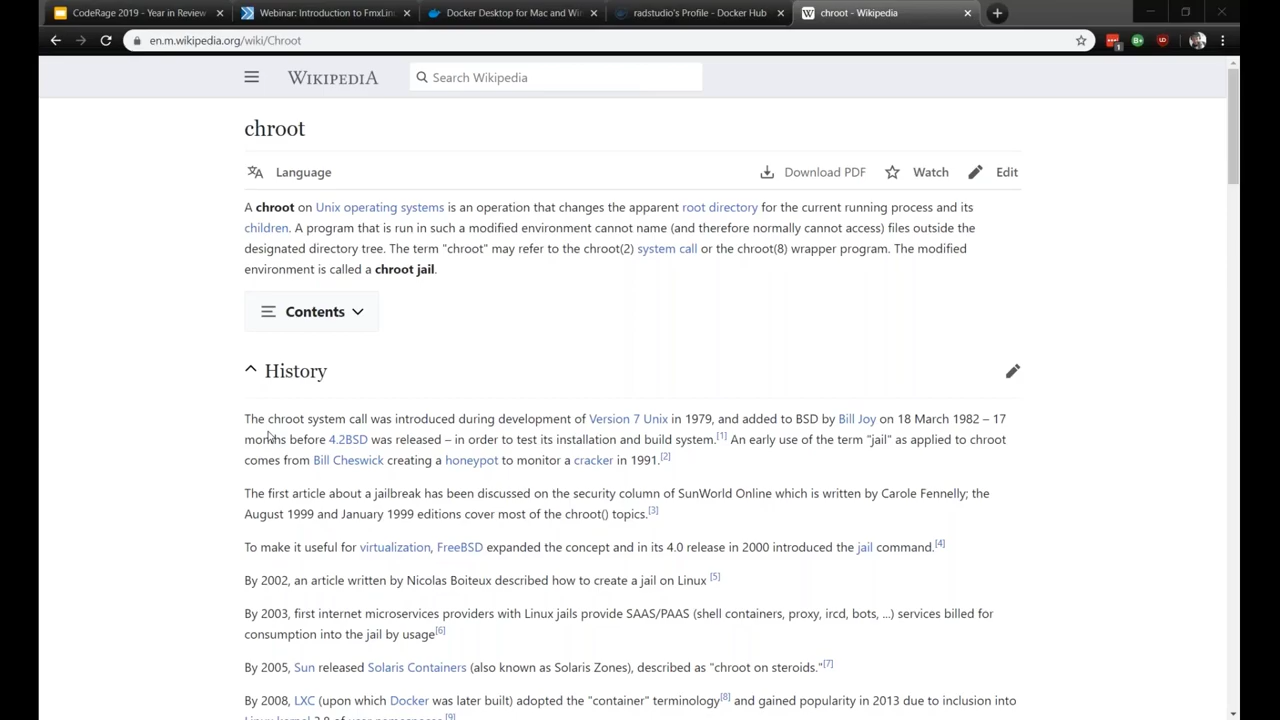 CodeRage 2019 - Year in Review
Webinar: Introduction to FmxLin
Docker Desktop for Mac and Wi
radstudio's Profile - Docker Hub
chroot - Wikipedia
en.m.wikipedia.org/wiki/Chroot
WIKIPEDIA
Search Wikipedia
chroot
Language
Download PDF
Watch
Edit
A chroot on Unix operating systems is an operation that changes the apparent root directory for the current running process and its
children. A program that is run in such a modified environment cannot name (and therefore normally cannot access) files outside the
designated directory tree. The term "chroot" may refer to the chroot(2) system call or the chroot(8) wrapper program. The modified
environment is called a chroot jail.
Contents
History
The chroot system call was introduced during development of Version 7 Unix in 1979, and added to BSD by Bill Joy on 18 March 1982 – 17
months before 4.2BSD was released – in order to test its installation and build system.[1] An early use of the term "jail" as applied to chroot
comes from Bill Cheswick creating a honeypot to monitor a cracker in 1991.[2]
The first article about a jailbreak has been discussed on the security column of SunWorld Online which is written by Carole Fennelly; the
August 1999 and January 1999 editions cover most of the chroot() topics.[3]
To make it useful for virtualization, FreeBSD expanded the concept and in its 4.0 release in 2000 introduced the jail command.[4]
By 2002, an article written by Nicolas Boiteux described how to create a jail on Linux [5]
By 2003, first internet microservices providers with Linux jails provide SAAS/PAAS (shell containers, proxy, ircd, bots, ...) services billed for
consumption into the jail by usage[6]
By 2005, Sun released Solaris Containers (also known as Solaris Zones), described as "chroot on steroids."[7]
By 2008, LXC (upon which Docker was later built) adopted the "container" terminology[8] and gained popularity in 2013 due to inclusion into
Linux kernel 3.8 of user namespaces.[9]